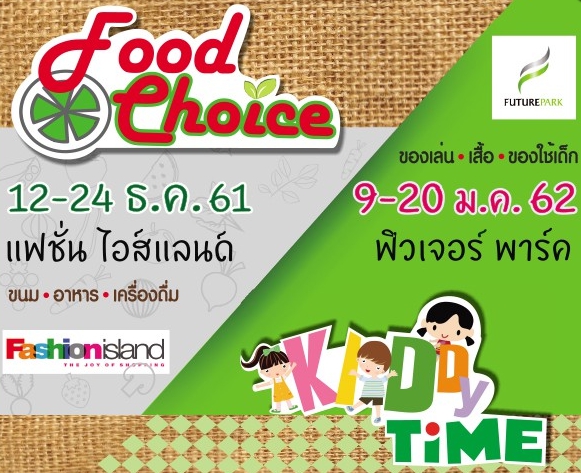 Food
Choice
12-24 ธ.ค. 61
แฟชั่น ไอส์แลนด์
ขนม • อาหาร • เครื่องดื่ม
Fashionisland
THE JOY OF SHOPPING
FUTUREPARK
ของเล่น • เสื้อ • ของใช้เด็ก
9-20 ม.ค. 62
ฟิวเจอร์ พาร์ค
KiDDy
TiME